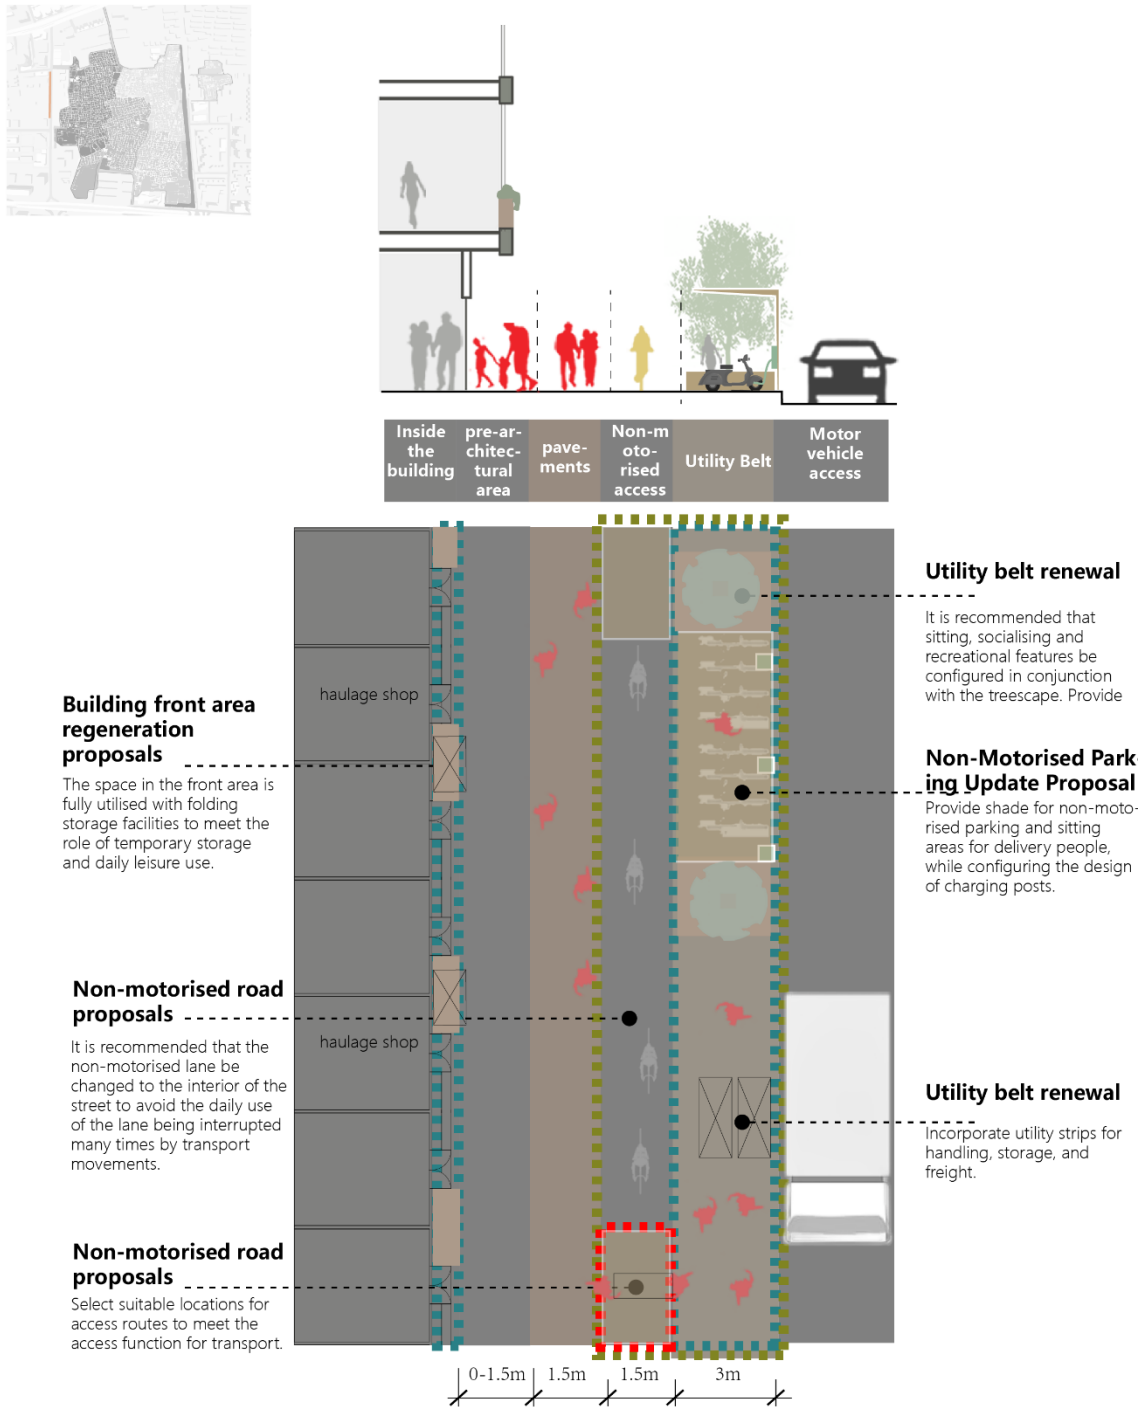 Inside
the
building
pre-ar-
chitec-
tural
area
pave-
ments
Non-m
oto-
rised
access
Utility Belt
Motor
vehicle
access
Utility belt renewal
It is recommended that
sitting, socialising and
recreational features be
configured in conjunction
with the treescape. Provide
haulage shop
Building front area
regeneration
proposals
The space in the front area is
fully utilised with folding
storage facilities to meet the
role of temporary storage
and daily leisure use.
Non-Motorised Park-
ing Update Proposal
Provide shade for non-moto-
rised parking and sitting
areas for delivery people,
while configuring the design
of charging posts.
Non-motorised road
proposals
It is recommended that the
non-motorised lane be
changed to the interior of the
street to avoid the daily use
of the lane being interrupted
many times by transport
movements.
haulage shop
Utility belt renewal
Incorporate utility strips for
handling, storage, and
freight.
Non-motorised road
proposals
Select suitable locations for
access routes to meet the
access function for transport.
0-1.5m 1.5m 1.5m 3m